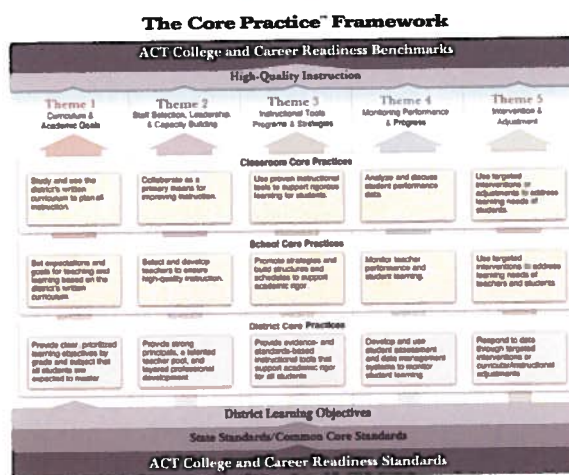 The Core Practice™ Framework
ACT College and Career Readiness Benchmarks
High-Quality Instruction
Theme 1
Curriculum &
Academic Goals
Theme 2
Staff Selection, Leadership,
& Capacity Building
Theme 3
Instructional Tools
Programs & Strategies
Theme 4
Monitoring Performance
& Progress
Theme 5
Intervention &
Adjustment
Classroom Core Practices
Study and use the
district's written
curriculum to plan all
instruction.
Collaborate as a
primary means for
improving instruction.
Use proven instructional
tools to support rigorous
learning for students.
Analyze and discuss
student performance
data.
Use targeted
interventions or
adjustments to address
learning needs of
students.
School Core Practices
Set expectations and
goals for teaching and
learning based on the
district's written
curriculum.
Select and develop
teachers to ensure
high-quality instruction.
Promote strategies and
build structures and
schedules to support
academic rigor.
Monitor teacher
performance and
student learning.
Use targeted
interventions to address
learning needs of
teachers and students.
District Core Practices
Provide clear, prioritized
learning objectives by
grade and subject that
all students are
expected to master
Provide strong
principals, a talented
teacher pool, and
layered professional
development
Provide evidence- and
standards-based
instructional tools that
support academic rigor
for all students
Develop and use
student assessment
and data management
systems to monitor
student learning
Respond to data
through targeted
interventions or
curricular/instructional
adjustments
District Learning Objectives
State Standards/Common Core Standards
ACT College and Career Readiness Standards